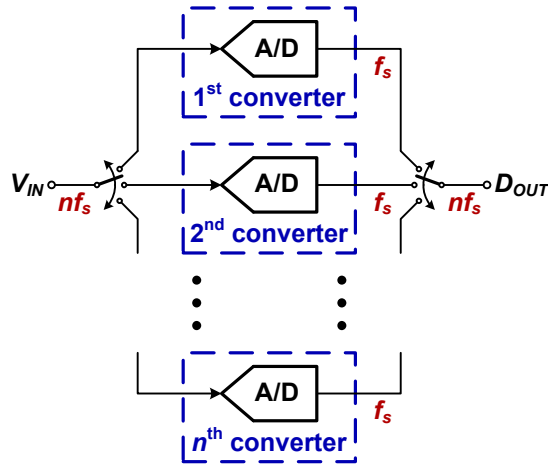 A/D
f_s
1st converter
V_IN
nf_s
A/D
f_s
nf_s
D_OUT
2nd converter
A/D
f_s
nth converter